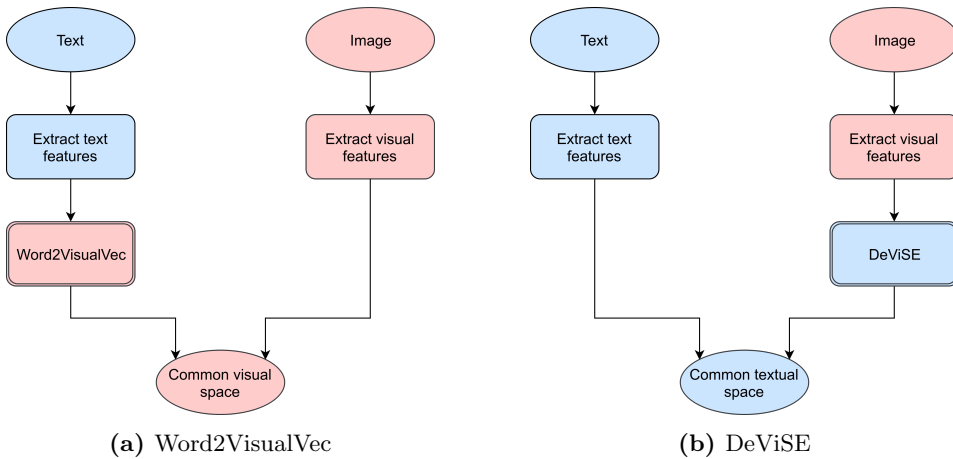 Text
Image
Extract text
features
Extract visual
features
Word2VisualVec
Common visual
space
(a) Word2VisualVec
Text
Image
Extract text
features
Extract visual
features
DeViSE
Common textual
space
(b) DeViSE